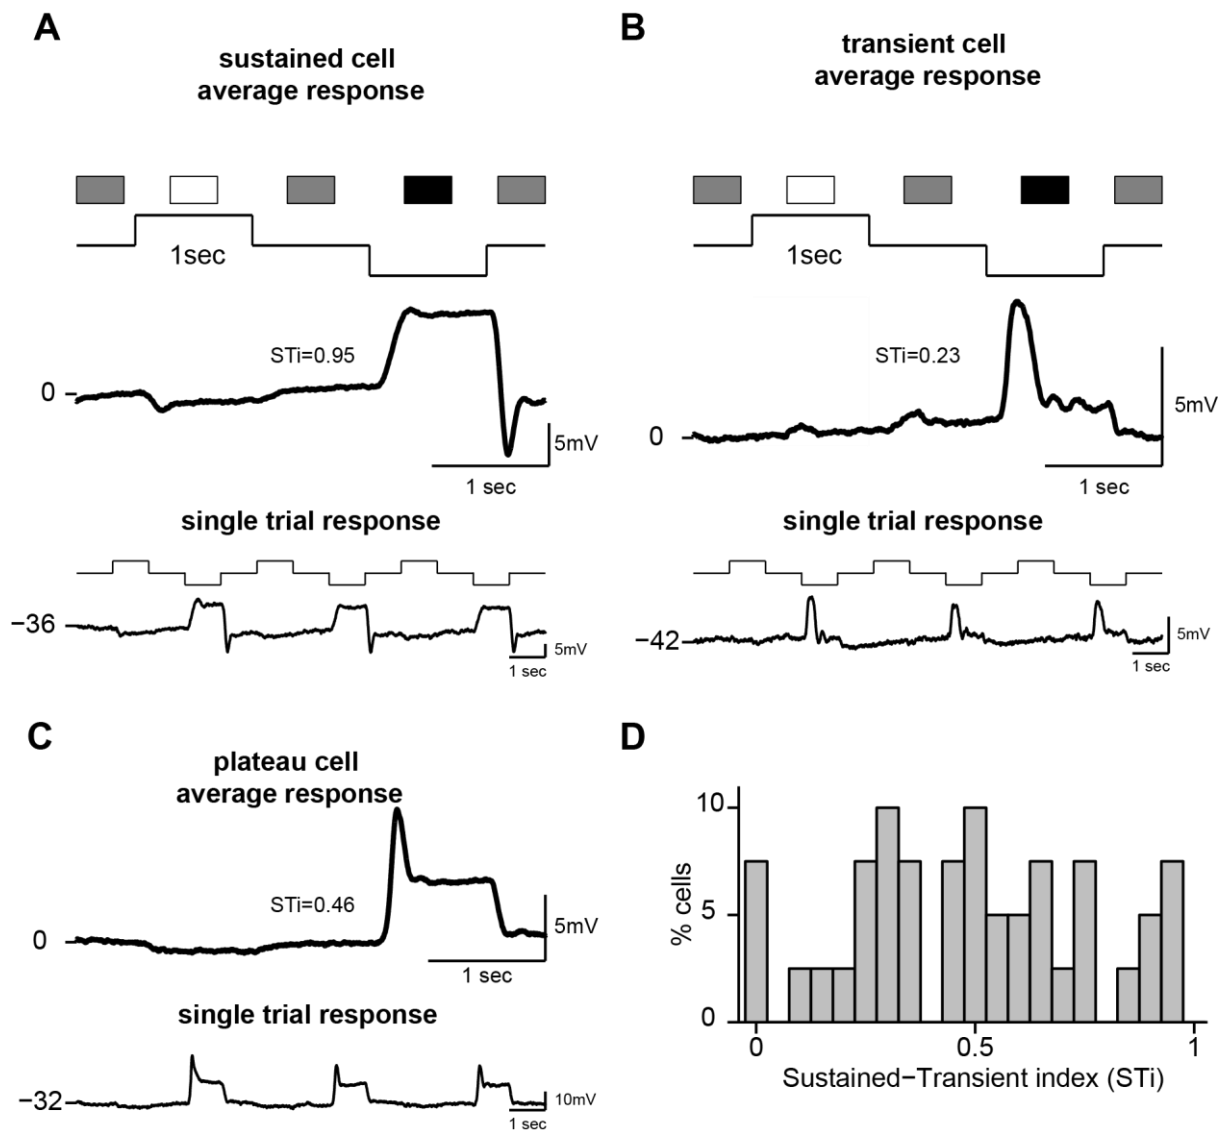 A
sustained cell
average response
1sec
STi=0.95
0
5mV
1 sec
single trial response
−36
5mV
1 sec
B
transient cell
average response
1sec
STi=0.23
0
5mV
1 sec
single trial response
−42
5mV
1 sec
C
plateau cell
average response
STi=0.46
0
5mV
1 sec
single trial response
−32
10mV
1 sec
D
10
5
0
% cells
0
0.5
1
Sustained−Transient index (STi)